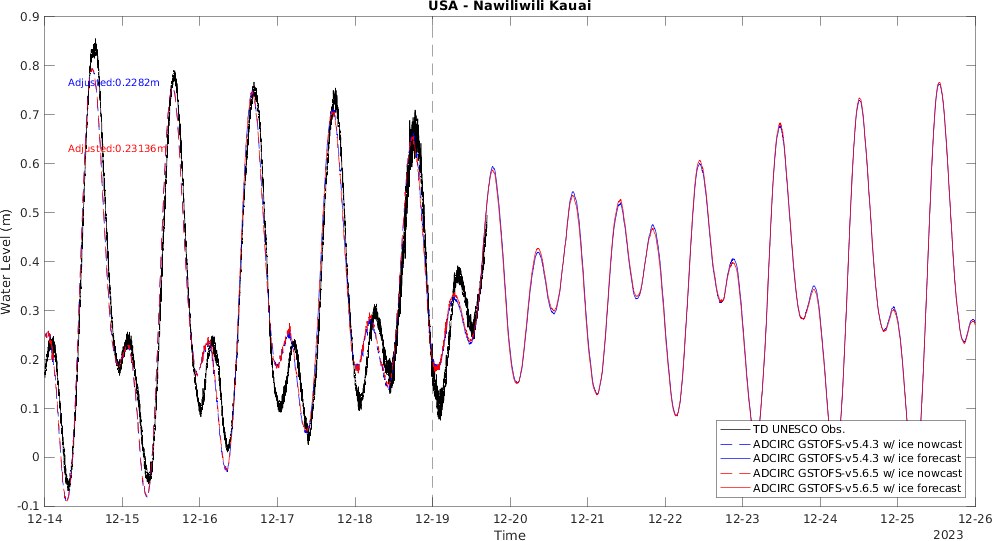 USA - Nawiliwili Kauai
0.9
0.8
0.7
0.6
0.5
0.4
0.3
0.2
0.1
0
-0.1
Water Level (m)
Adjusted:0.2282m
Adjusted:0.23136m
TD UNESCO Obs.
ADCIRC GSTOFS-v5.4.3 w/ ice nowcast
ADCIRC GSTOFS-v5.4.3 w/ ice forecast
ADCIRC GSTOFS-v5.6.5 w/ ice nowcast
ADCIRC GSTOFS-v5.6.5 w/ ice forecast
12-14 12-15 12-16 12-17 12-18 12-19 12-20 12-21 12-22 12-23 12-24 12-25 12-26
Time
2023